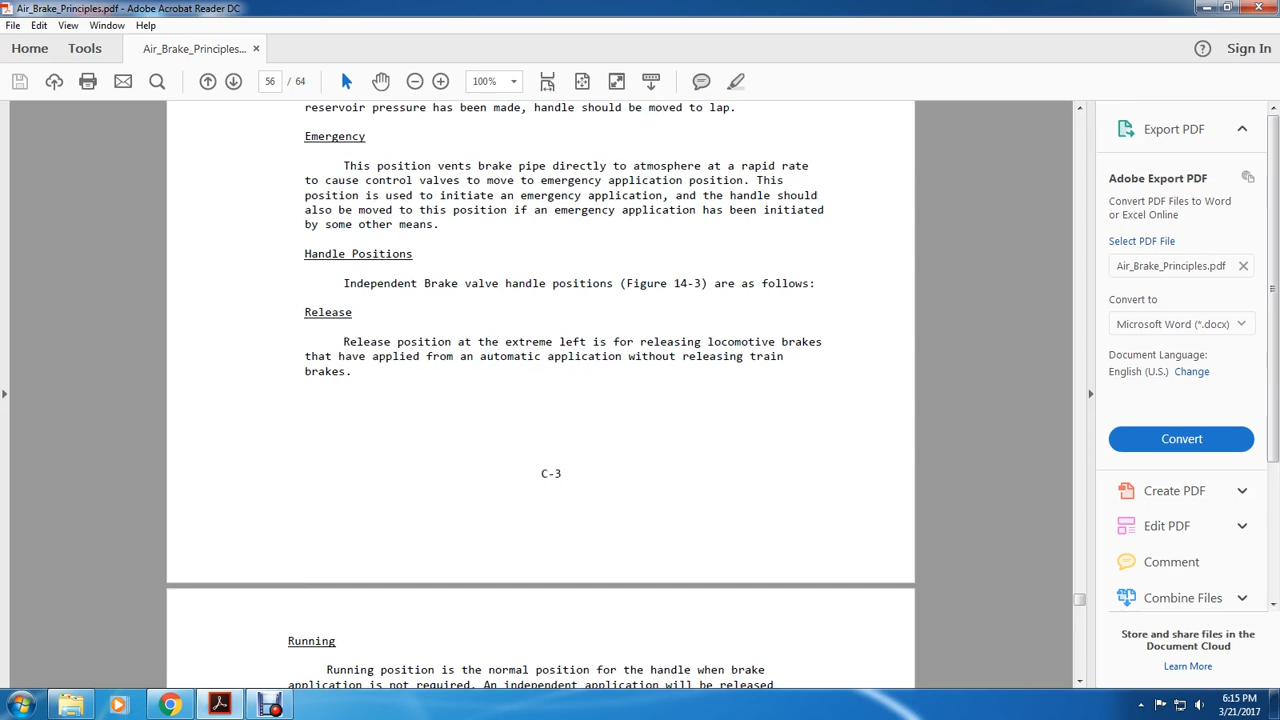 Air_Brake_Principles.pdf - Adobe Acrobat Reader DC
File Edit View Window Help
Home Tools Air_Brake_Principles... × Sign In
56 / 64 100%
reservoir pressure has been made, handle should be moved to lap.
Emergency
This position vents brake pipe directly to atmosphere at a rapid rate
to cause control valves to move to emergency application position. This
position is used to initiate an emergency application, and the handle should
also be moved to this position if an emergency application has been initiated
by some other means.
Handle Positions
Independent Brake valve handle positions (Figure 14-3) are as follows:
Release
Release position at the extreme left is for releasing locomotive brakes
that have applied from an automatic application without releasing train
brakes.
C-3
Running
Running position is the normal position for the handle when brake
application is not required. An independent application will be released
Export PDF
Adobe Export PDF
Convert PDF Files to Word
or Excel Online
Select PDF File
Air_Brake_Principles.pdf
Convert to
Microsoft Word (*.docx)
Document Language:
English (U.S.) Change
Convert
Create PDF
Edit PDF
Comment
Combine Files
Store and share files in the
Document Cloud
Learn More
6:15 PM
3/21/2017